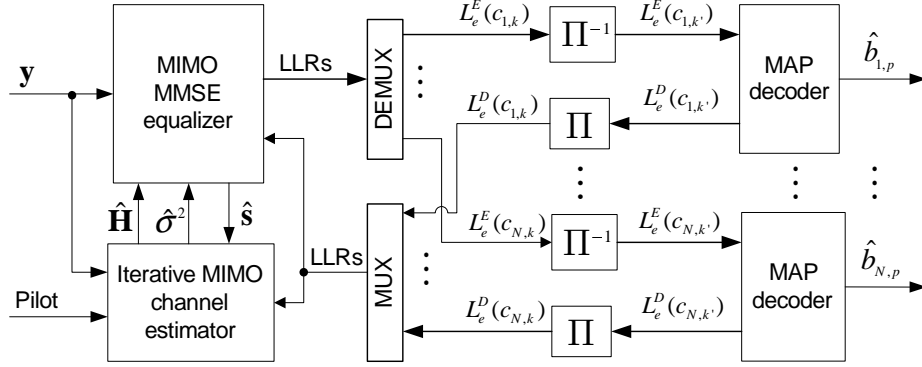 y
MIMO
MMSE
equalizer
LLRs
DEMUX
L_e^E(c_{1,k})
∏⁻¹
L_e^E(c_{1,k'})
MAP
decoder
b̂_{1,p}
L_e^D(c_{1,k})
∏
L_e^D(c_{1,k'})
Ĥ
σ̂²
ŝ
Pilot
Iterative MIMO
channel
estimator
LLRs
MUX
L_e^E(c_{N,k})
∏⁻¹
L_e^E(c_{N,k'})
MAP
decoder
b̂_{N,p}
L_e^D(c_{N,k})
∏
L_e^D(c_{N,k'})